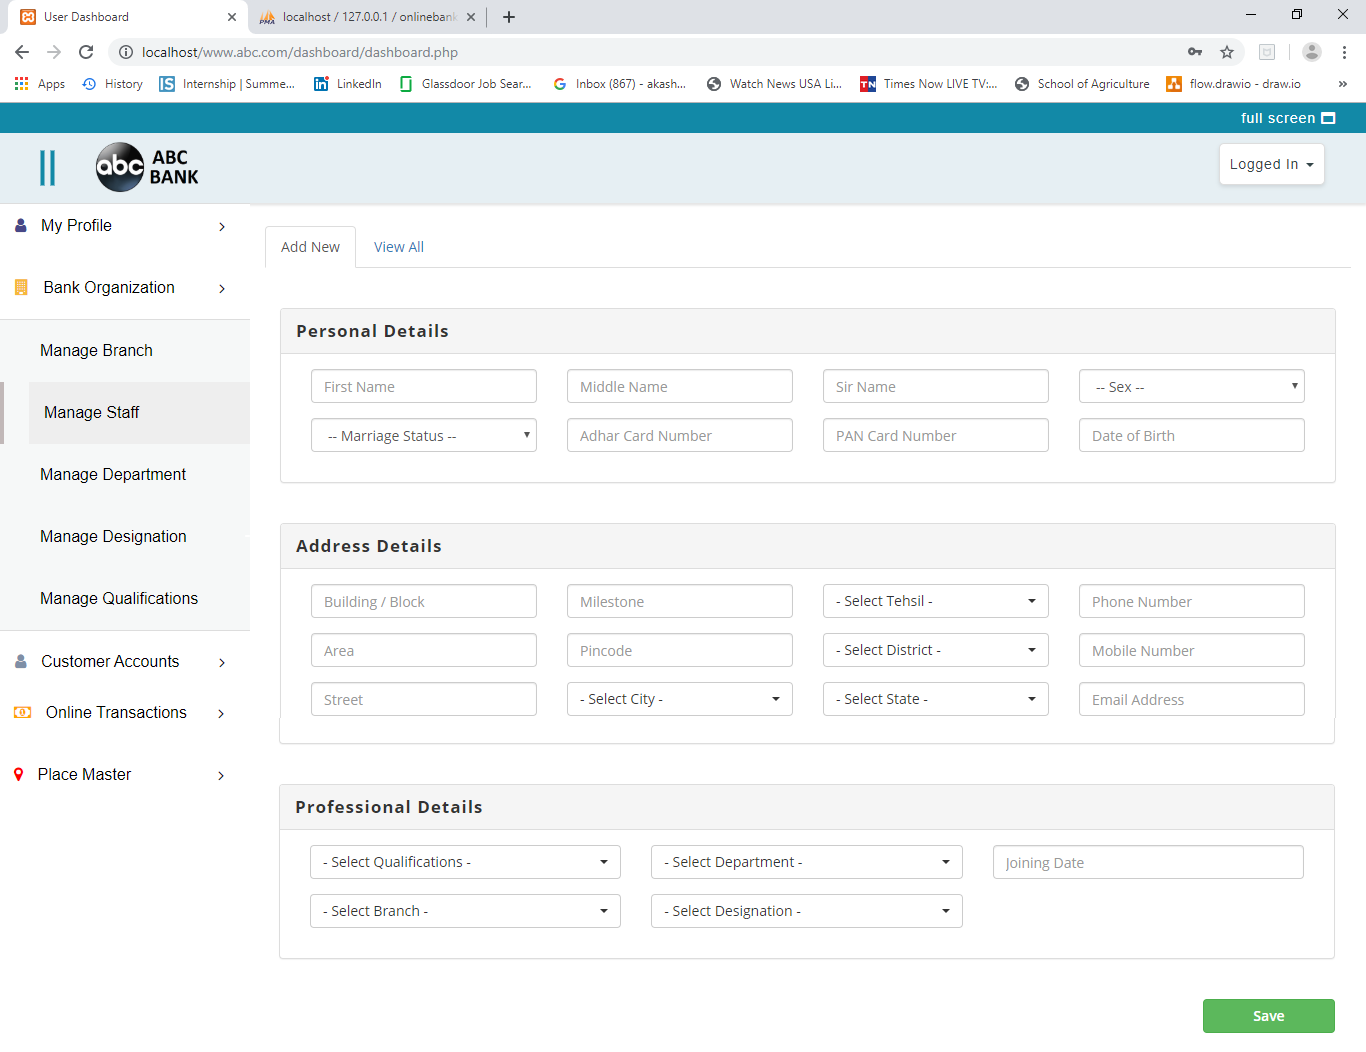 User Dashboard
localhost / 127.0.0.1 / onlinebank
localhost/www.abc.com/dashboard/dashboard.php
Apps History Internship | Summe... LinkedIn Glassdoor Job Sear... Inbox (867) - akash... Watch News USA Li... Times Now LIVE TV:... School of Agriculture flow.drawio - draw.io
full screen
abc ABC BANK
Logged In
My Profile
Bank Organization
Manage Branch
Manage Staff
Manage Department
Manage Designation
Manage Qualifications
Customer Accounts
Online Transactions
Place Master
Add New View All
Personal Details
First Name Middle Name Sir Name -- Sex --
-- Marriage Status -- Adhar Card Number PAN Card Number Date of Birth
Address Details
Building / Block Milestone - Select Tehsil - Phone Number
Area Pincode - Select District - Mobile Number
Street - Select City - - Select State - Email Address
Professional Details
- Select Qualifications - - Select Department - Joining Date
- Select Branch - - Select Designation -
Save